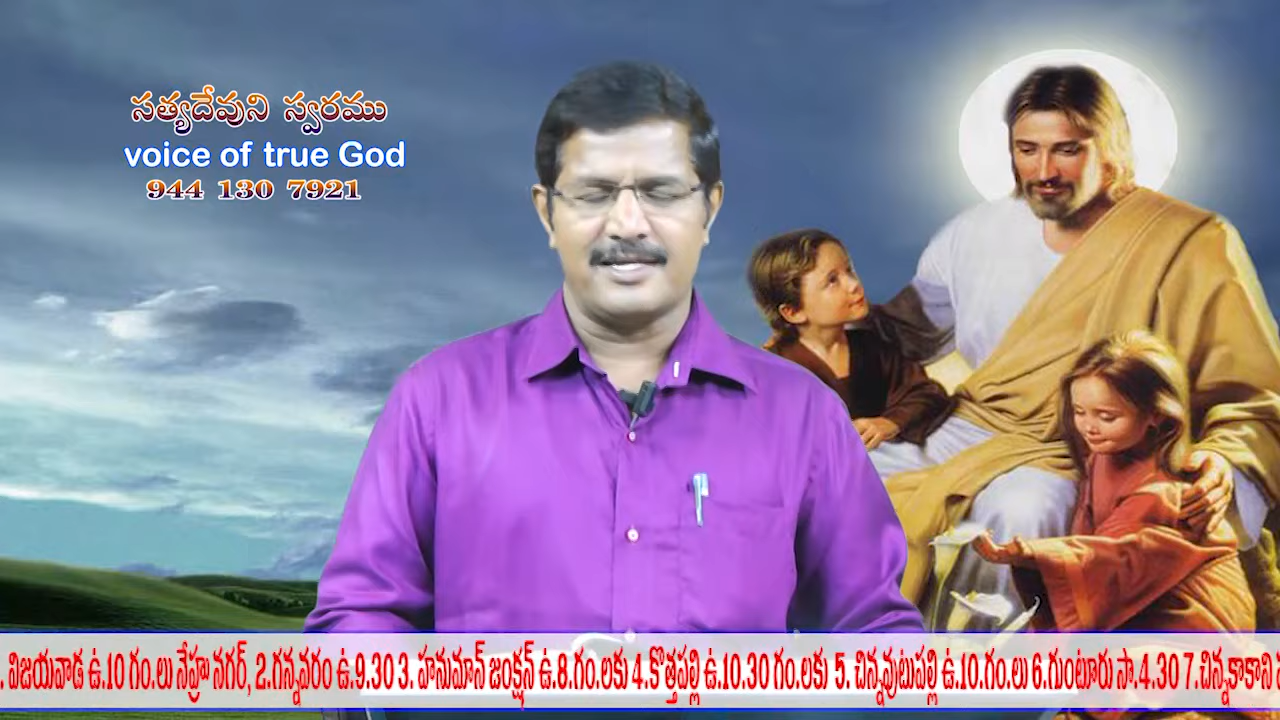 సత్యదేవుని స్వరము
voice of true God
944 130 7921
. విజయవాడ ఉ.10 గం.లు నేహ్రు నగర్, 2.గన్నవరం ఉ.9.30 3. హనుమాన్ జంక్షన్ ఉ.8.గం.లకు 4.కొత్తపల్లి ఉ.10.30 గం.లకు 5. చిన్నవుటుపల్లి ఉ.10.గం.లు 6.గుంటూరు సా.4.30 7.చిన్నకాకాని